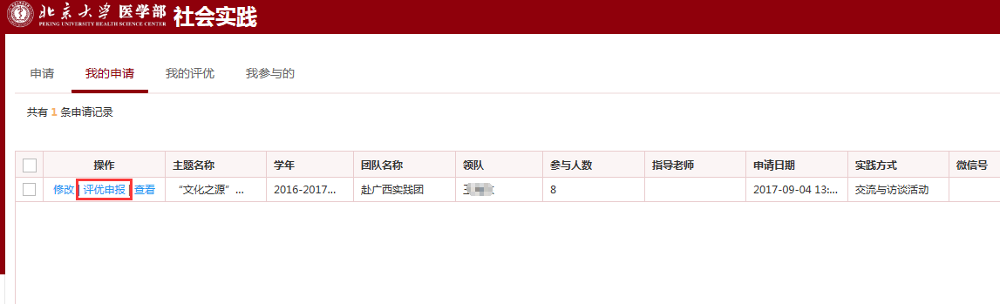 北京大学医学部 社会实践
PEKING UNIVERSITY HEALTH SCIENCE CENTER
申请 我的申请 我的评优 我参与的
共有 1 条申请记录
操作 主题名称 学年 团队名称 领队 参与人数 指导老师 申请日期 实践方式 微信号
修改 | 评优申报 | 查看 “文化之源”... 2016-2017... 赴广西实践团 8 2017-09-04 13:... 交流与访谈活动